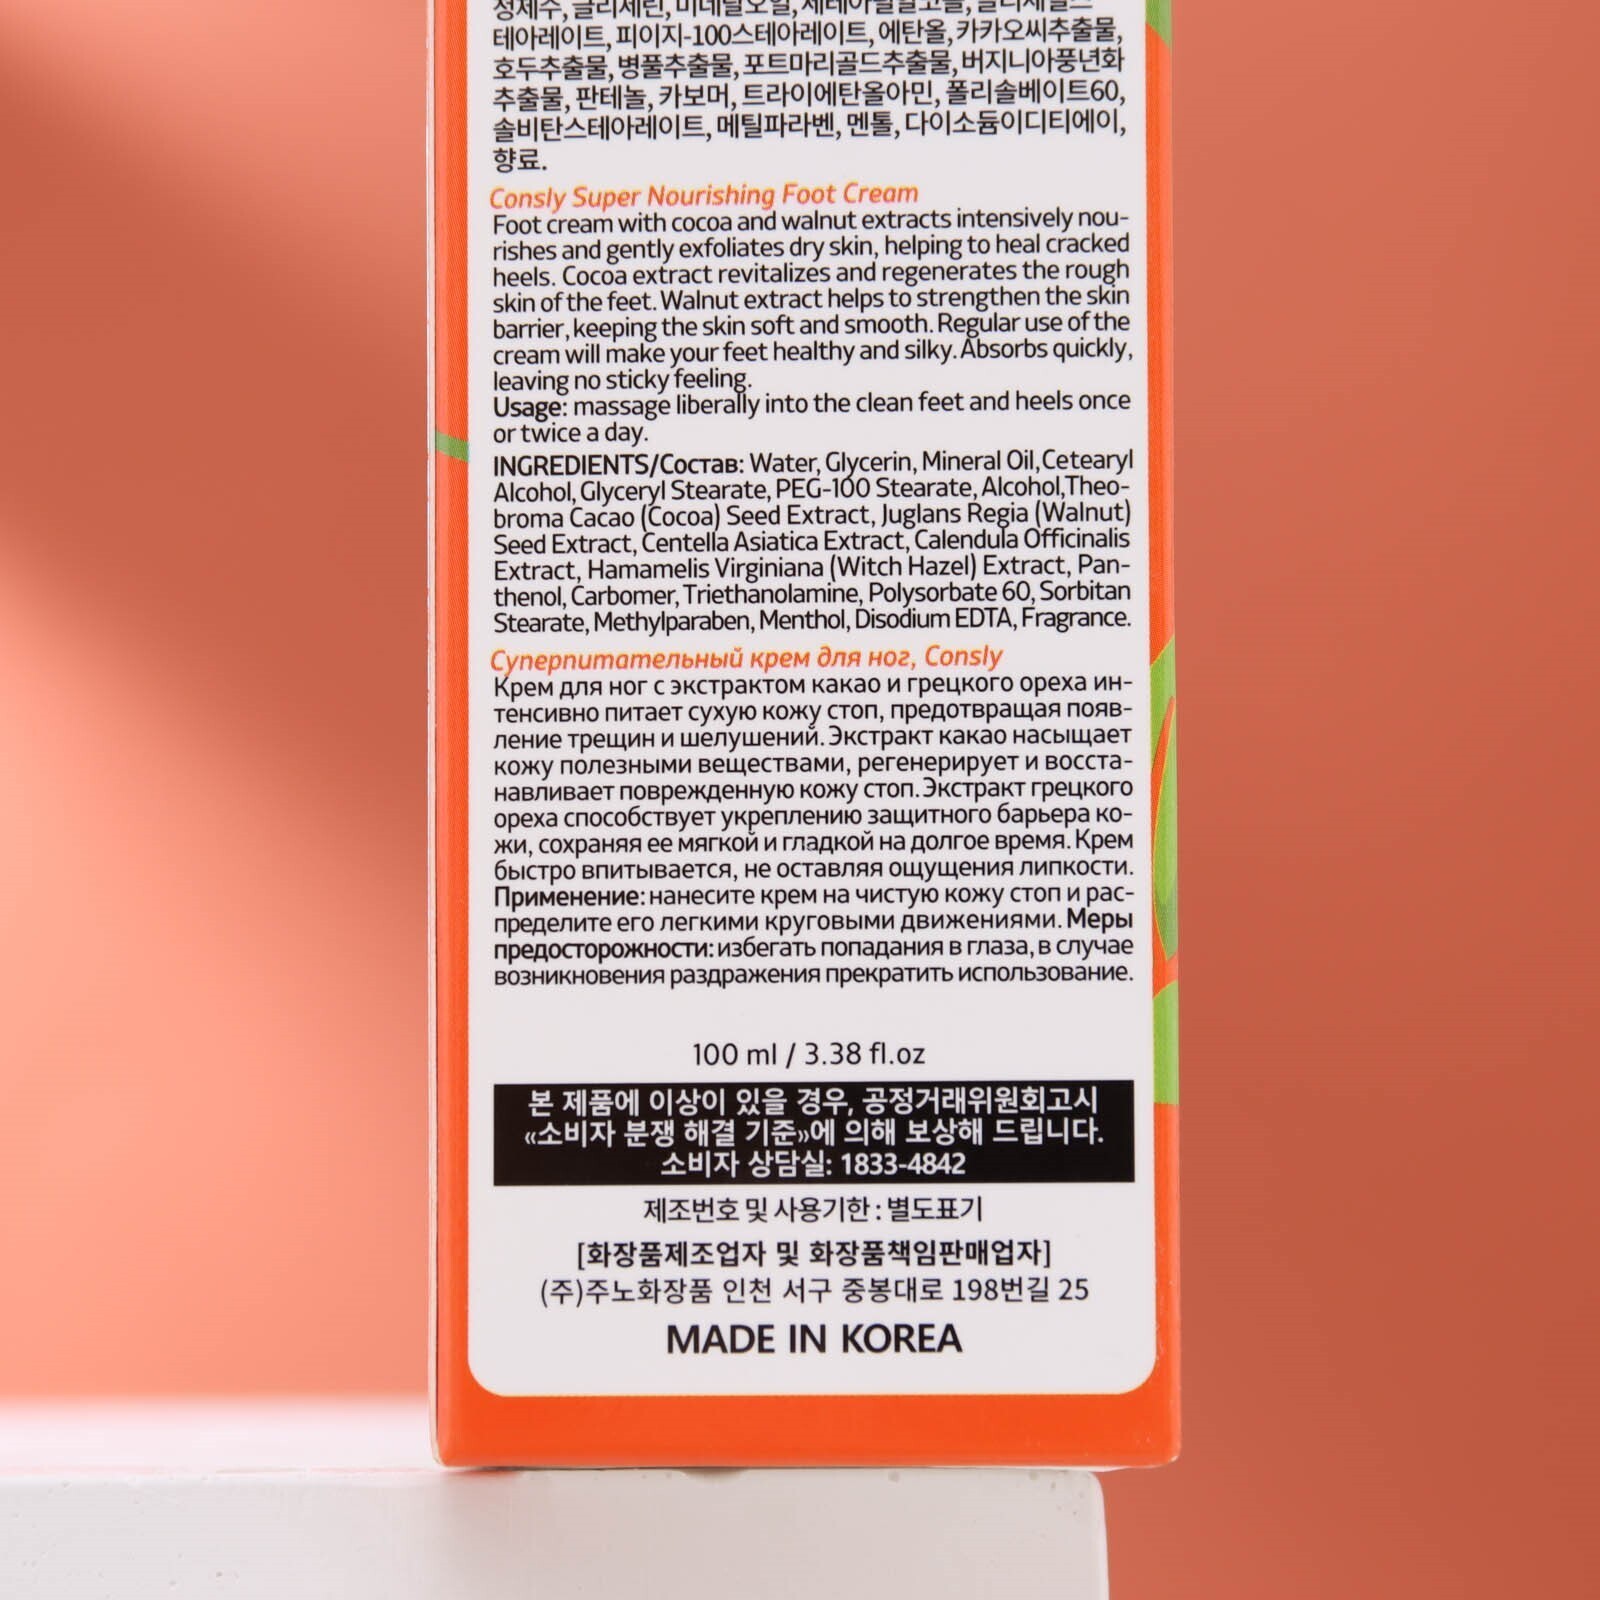 정제수, 글리세린, 미네랄오일, 세테아릴알코올, 글리세릴스
테아레이트, 피이지-100스테아레이트, 에탄올, 카카오씨추출물,
호두추출물, 병풀추출물, 포트마리골드추출물, 버지니아풍년화
추출물, 판테놀, 카보머, 트라이에탄올아민, 폴리솔베이트60,
솔비탄스테아레이트, 메틸파라벤, 멘톨, 다이소듐이디티에이,
향료.
Consly Super Nourishing Foot Cream
Foot cream with cocoa and walnut extracts intensively nou-
rishes and gently exfoliates dry skin, helping to heal cracked
heels. Cocoa extract revitalizes and regenerates the rough
skin of the feet. Walnut extract helps to strengthen the skin
barrier, keeping the skin soft and smooth. Regular use of the
cream will make your feet healthy and silky. Absorbs quickly,
leaving no sticky feeling.
Usage: massage liberally into the clean feet and heels once
or twice a day.
INGREDIENTS/Состав: Water, Glycerin, Mineral Oil, Cetearyl
Alcohol, Glyceryl Stearate, PEG-100 Stearate, Alcohol,Theo-
broma Cacao (Cocoa) Seed Extract, Juglans Regia (Walnut)
Seed Extract, Centella Asiatica Extract, Calendula Officinalis
Extract, Hamamelis Virginiana (Witch Hazel) Extract, Pan-
thenol, Carbomer, Triethanolamine, Polysorbate 60, Sorbitan
Stearate, Methylparaben, Menthol, Disodium EDTA, Fragrance.
Суперпитательный крем для ног, Consly
Крем для ног с экстрактом какао и грецкого ореха ин-
тенсивно питает сухую кожу стоп, предотвращая появ-
ление трещин и шелушений. Экстракт какао насыщает
кожу полезными веществами, регенерирует и восста-
навливает поврежденную кожу стоп. Экстракт грецкого
ореха способствует укреплению защитного барьера ко-
жи, сохраняя ее мягкой и гладкой на долгое время. Крем
быстро впитывается, не оставляя ощущения липкости.
Применение: нанесите крем на чистую кожу стоп и рас-
пределите его легкими круговыми движениями. Меры
предосторожности: избегать попадания в глаза, в случае
возникновения раздражения прекратить использование.
100 ml / 3.38 fl.oz
본 제품에 이상이 있을 경우, 공정거래위원회고시
«소비자 분쟁 해결 기준»에 의해 보상해 드립니다.
소비자 상담실: 1833-4842
제조번호 및 사용기한 : 별도표기
[화장품제조업자 및 화장품책임판매업자]
(주)주노화장품 인천 서구 중봉대로 198번길 25
MADE IN KOREA